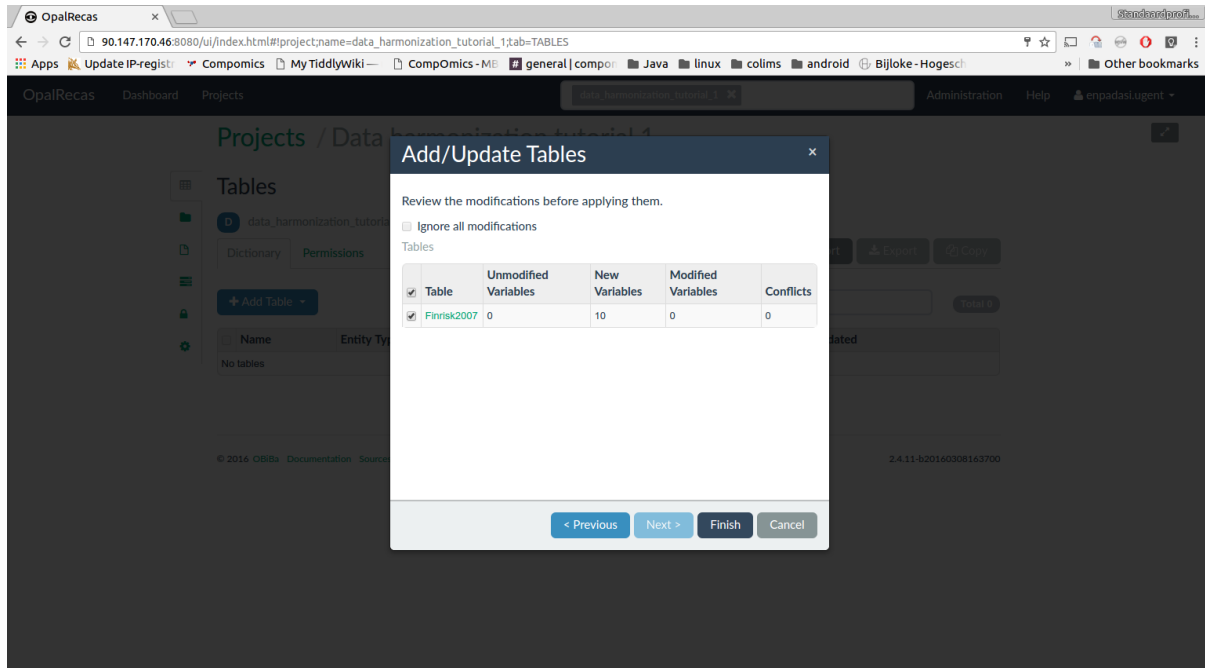 OpalRecas
Standaardprofi...
90.147.170.46:8080/ui/index.html#!project;name=data_harmonization_tutorial_1;tab=TABLES
Apps Update IP-registr Compomics My TiddlyWiki — CompOmics - MB # general | compon Java linux colims android Bijloke - Hogesch » Other bookmarks
OpalRecas Dashboard Projects data_harmonization_tutorial_1 Administration Help enpadasi.ugent
Projects / Data harmonization tutorial 1
Add/Update Tables ×
Tables
Review the modifications before applying them.
D data_harmonization_tutoria
Ignore all modifications
Tables
Dictionary Permissions rt Export Copy
Table Unmodified Variables New Variables Modified Variables Conflicts
+ Add Table Total 0
Finrisk2007 0 10 0 0
Name Entity Typ dated
No tables
© 2016 OBiBa Documentation Sources 2.4.11-b20160308163700
< Previous Next > Finish Cancel